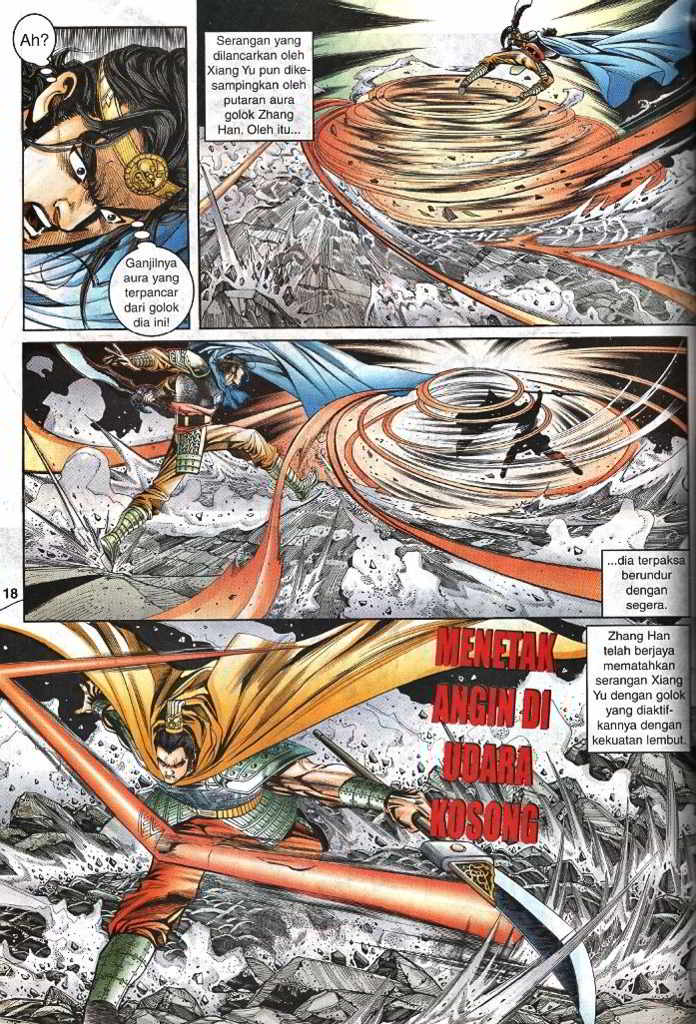 Ah?
Ganjilnya
aura yang
terpancar
dari golok
dia ini!
Serangan yang
dilancarkan oleh
Xiang Yu pun dike-
sampingkan oleh
putaran aura
golok Zhang
Han. Oleh itu...
...dia terpaksa
berundur
dengan
segera.
18
MENETAK
ANGIN DI
UDARA
KOSONG
Zhang Han
telah berjaya
mematahkan
serangan Xiang
Yu dengan golok
yang diaktif-
kannya dengan
kekuatan lembut.